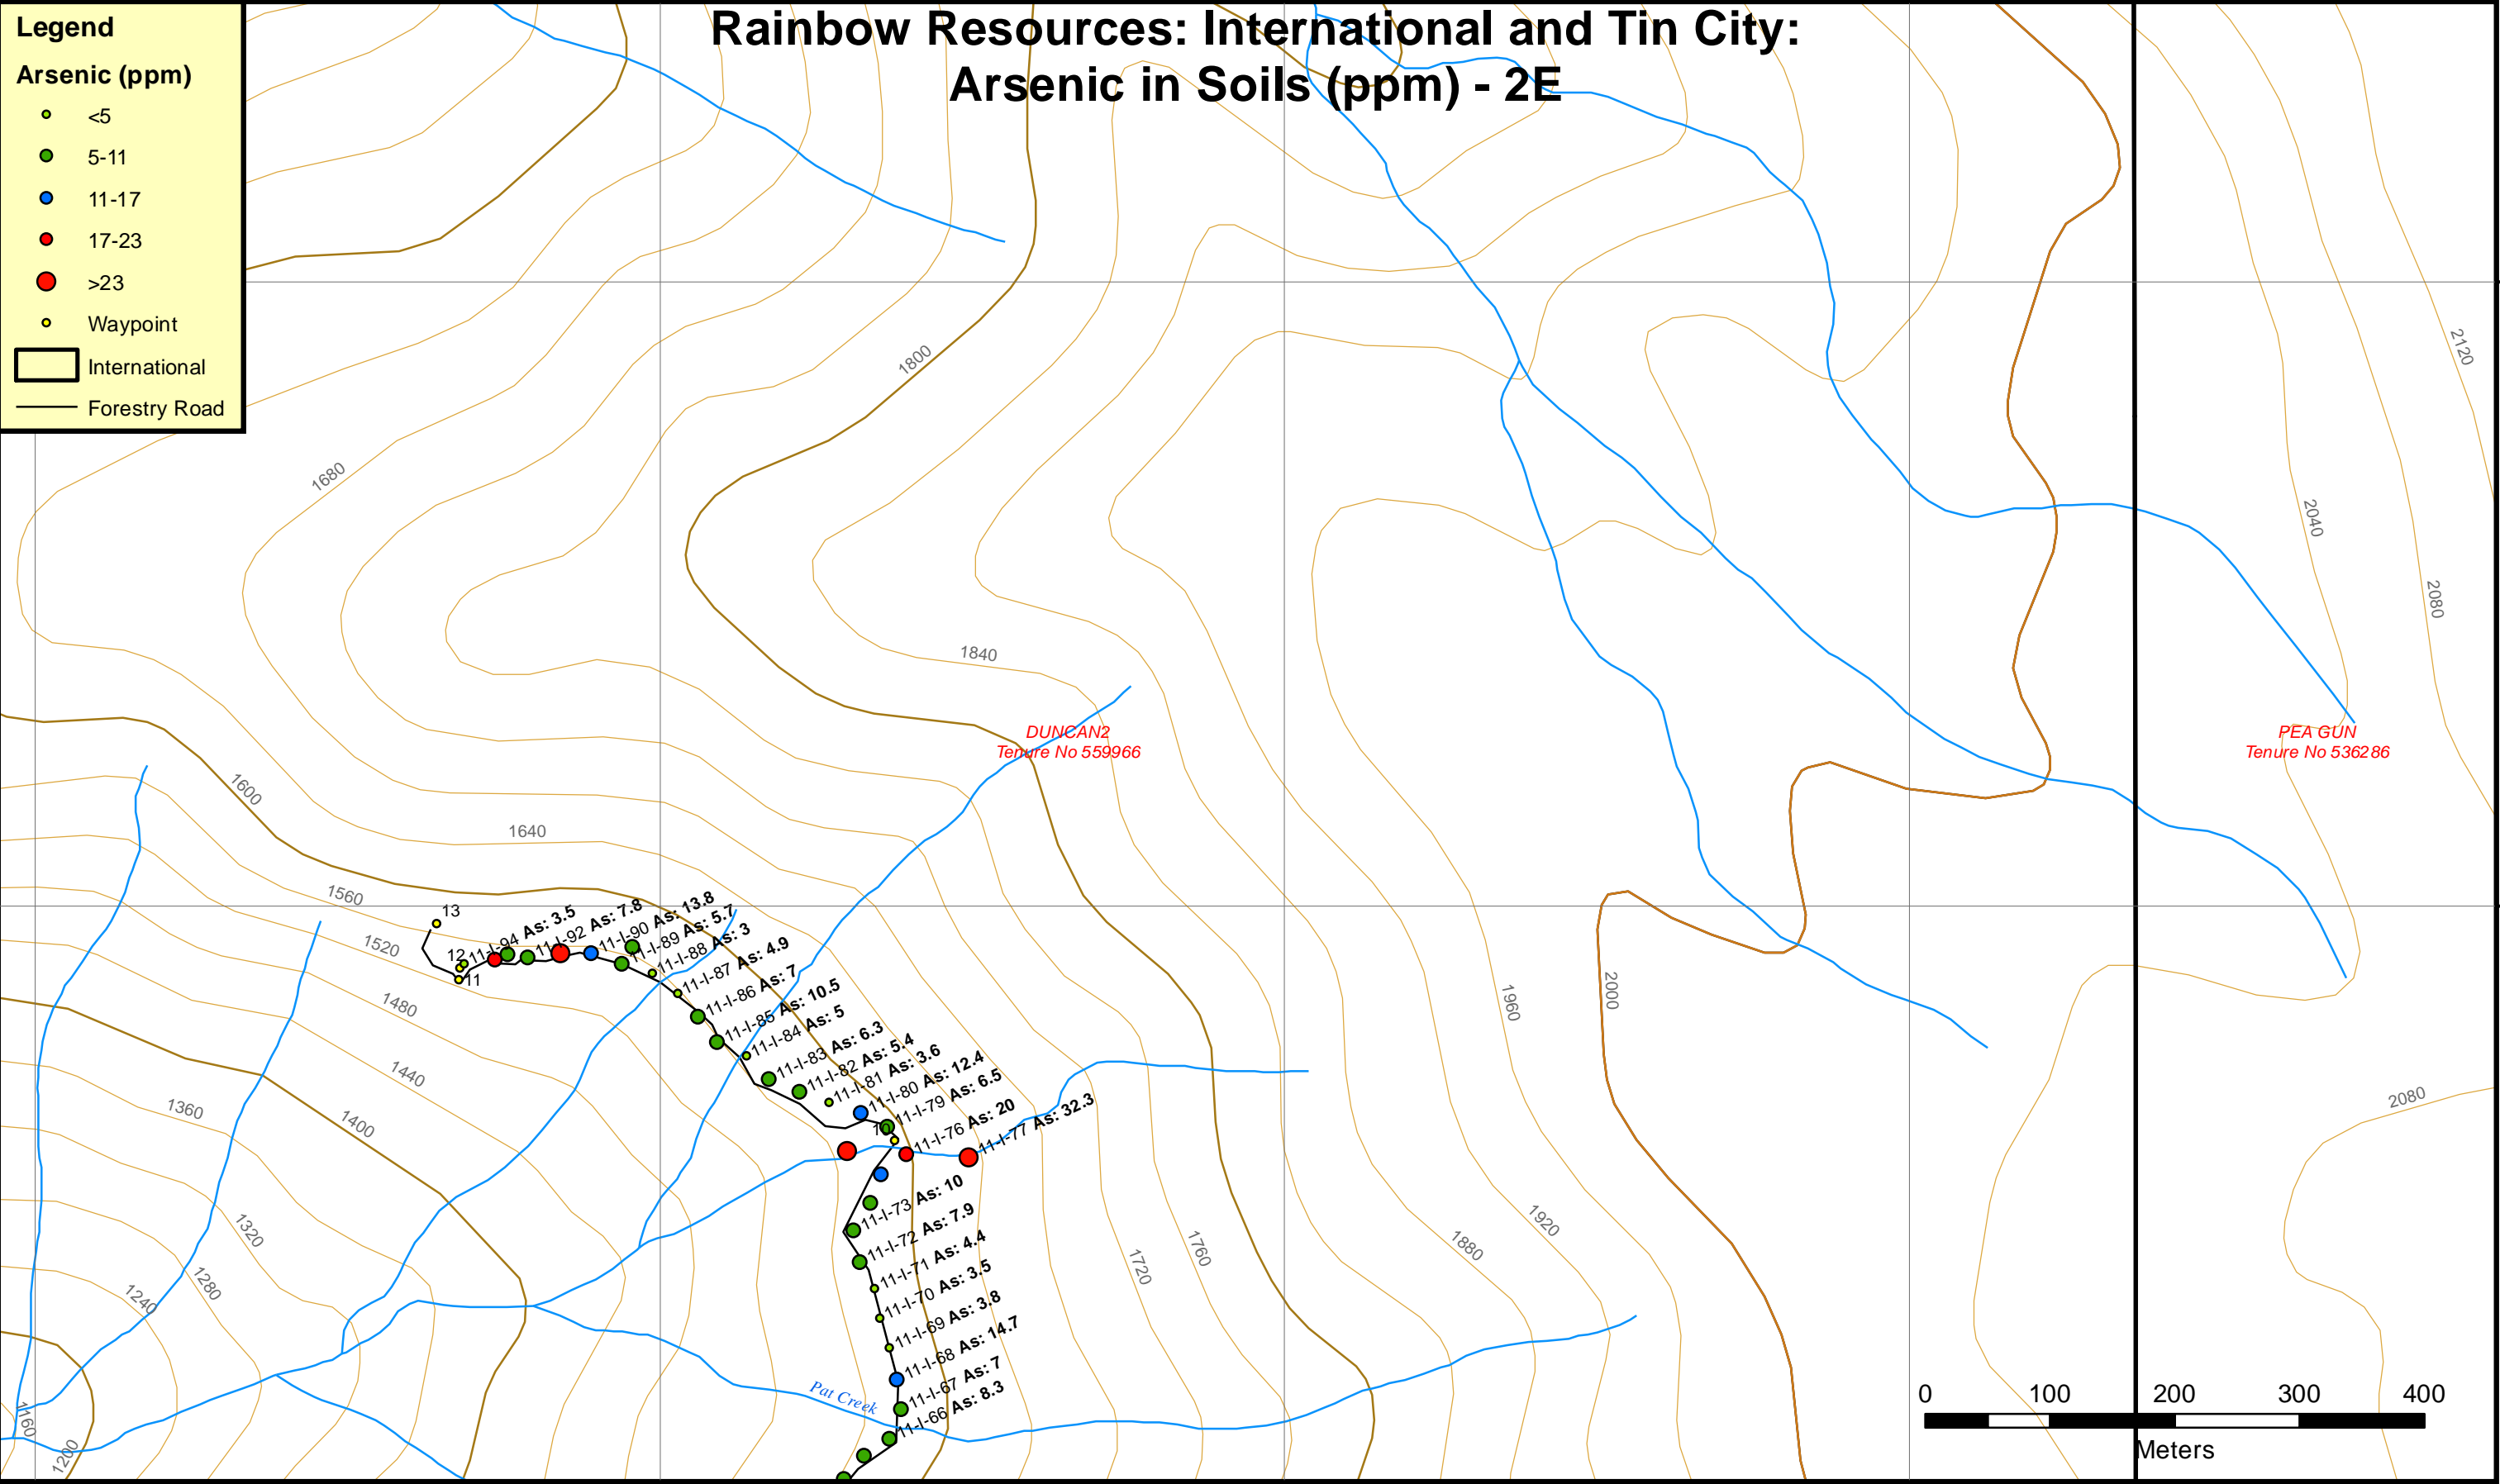 Rainbow Resources: International and Tin City:
Arsenic in Soils (ppm) - 2E
Legend
Arsenic (ppm)
<5
5-11
11-17
17-23
>23
Waypoint
International
Forestry Road
1800
1680
2120
2040
2080
1840
DUNCAN2
Tenure No 559966
PEA GUN
Tenure No 536286
1600
1640
1560
1520
1480
1440
1400
1360
1320
1280
1240
1200
1160
2000
1960
1920
1880
1760
1720
2080
13
12
11
11-I-94 As: 3.5
11-I-92 As: 7.8
11-I-90 As: 13.8
11-I-89 As: 5.7
11-I-88 As: 3
11-I-87 As: 4.9
11-I-86 As: 7
11-I-85 As: 10.5
11-I-84 As: 5
11-I-83 As: 6.3
11-I-82 As: 5.4
11-I-81 As: 3.6
11-I-80 As: 12.4
11-I-79 As: 6.5
11-I-76 As: 20
11-I-77 As: 32.3
11-I-73 As: 10
11-I-72 As: 7.9
11-I-71 As: 4.4
11-I-70 As: 3.5
11-I-69 As: 3.8
11-I-68 As: 14.7
11-I-67 As: 7
11-I-66 As: 8.3
Pat Creek
0 100 200 300 400
Meters